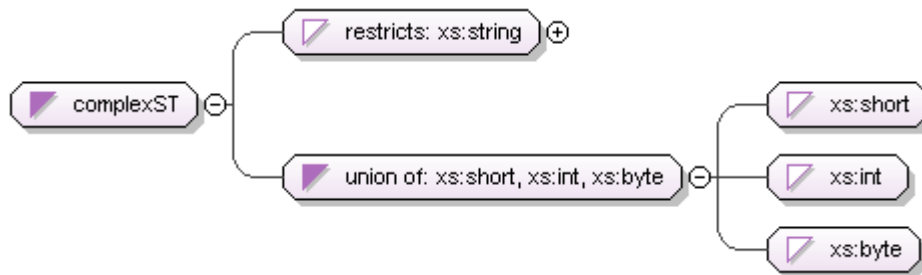 restricts: xs:string
complexST
xs:short
union of: xs:short, xs:int, xs:byte
xs:int
xs:byte